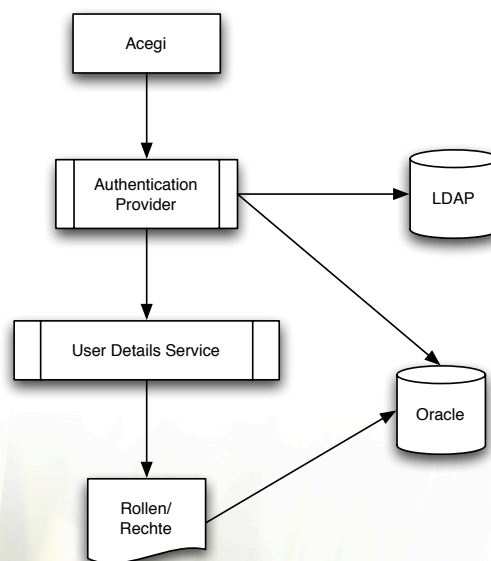 Acegi
Authentication
Provider
LDAP
User Details Service
Oracle
Rollen/
Rechte